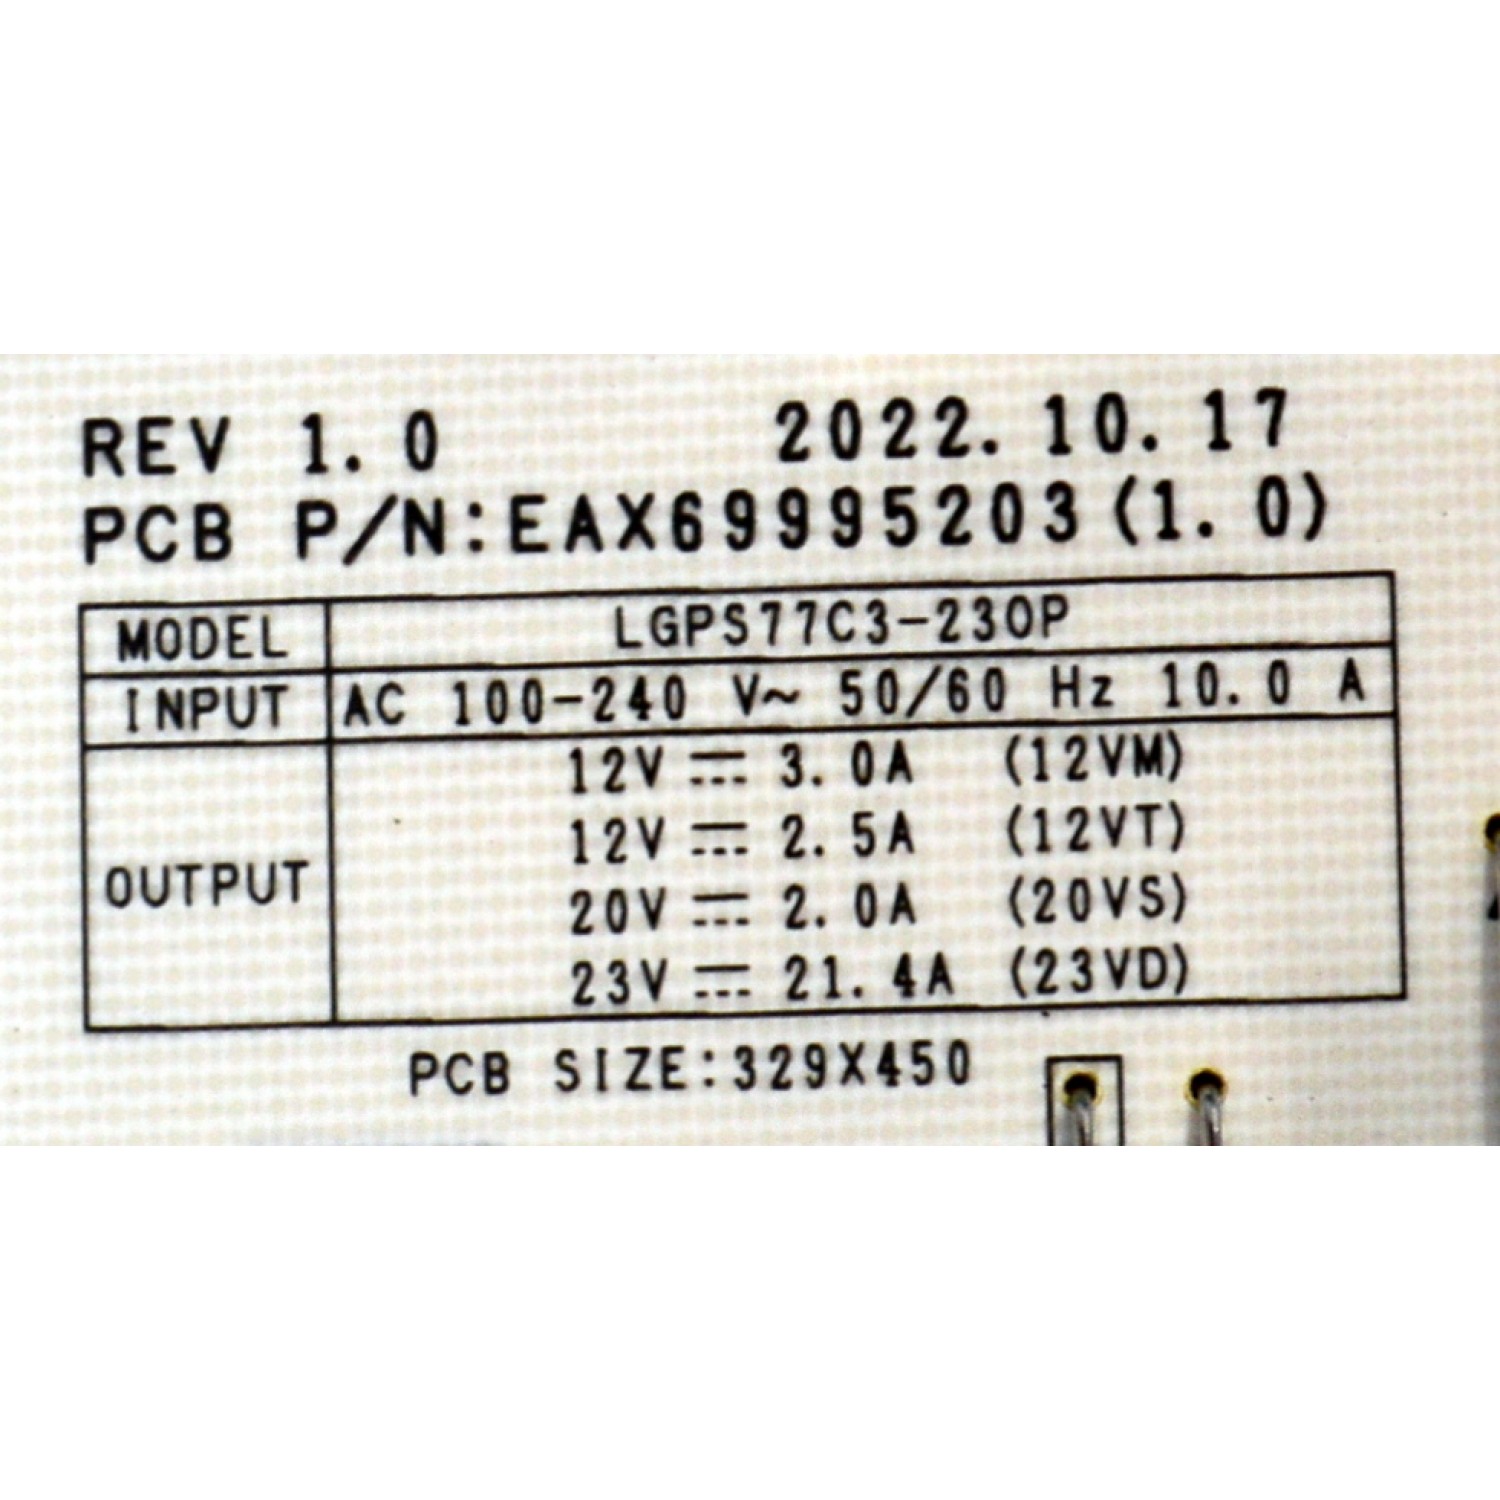 REV 1.0 2022.10.17
PCB P/N:EAX69995203(1.0)
MODEL LGPS77C3-23OP
INPUT AC 100-240 V~ 50/60 Hz 10.0 A
OUTPUT
12V ⎓ 3.0A (12VM)
12V ⎓ 2.5A (12VT)
20V ⎓ 2.0A (20VS)
23V ⎓ 21.4A (23VD)
PCB SIZE:329X450